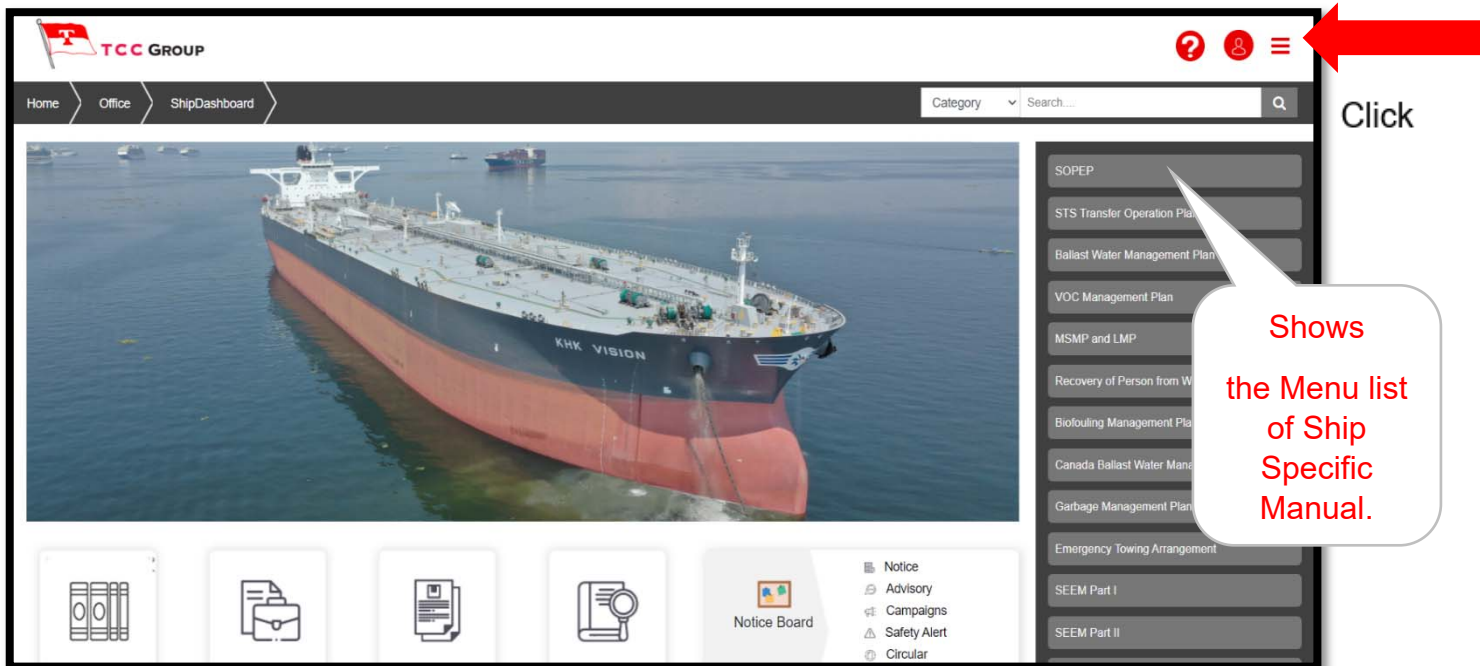 T
TCC GROUP
?
Home
Office
ShipDashboard
Category
Search....
Click
KHK VISION
SOPEP
STS Transfer Operation Pla
Ballast Water Management Plan
VOC Management Plan
MSMP and LMP
Recovery of Person from W
Biofouling Management Pla
Canada Ballast Water Mana
Garbage Management Plan
Emergency Towing Arrangement
SEEM Part I
SEEM Part II
Shows
the Menu list
of Ship
Specific
Manual.
Notice Board
Notice
Advisory
Campaigns
Safety Alert
Circular